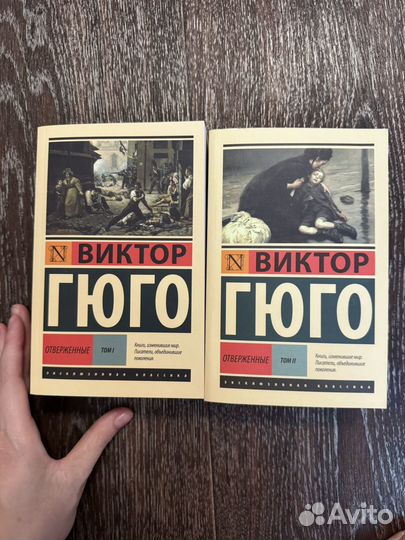 ВИКТОР
ГЮГО
ОТВЕРЖЕННЫЕ
ТОМ I
Книги, изменившие мир.
Писатели, объединившие
поколения.
ЭКСКЛЮЗИВНАЯ КЛАССИКА
N ВИКТОР
ГЮГО
ОТВЕРЖЕННЫЕ
ТОМ II
Книги, изменившие мир.
Писатели, объединившие
поколения.
ЭКСКЛЮЗИВНАЯ КЛАССИКА
Avito